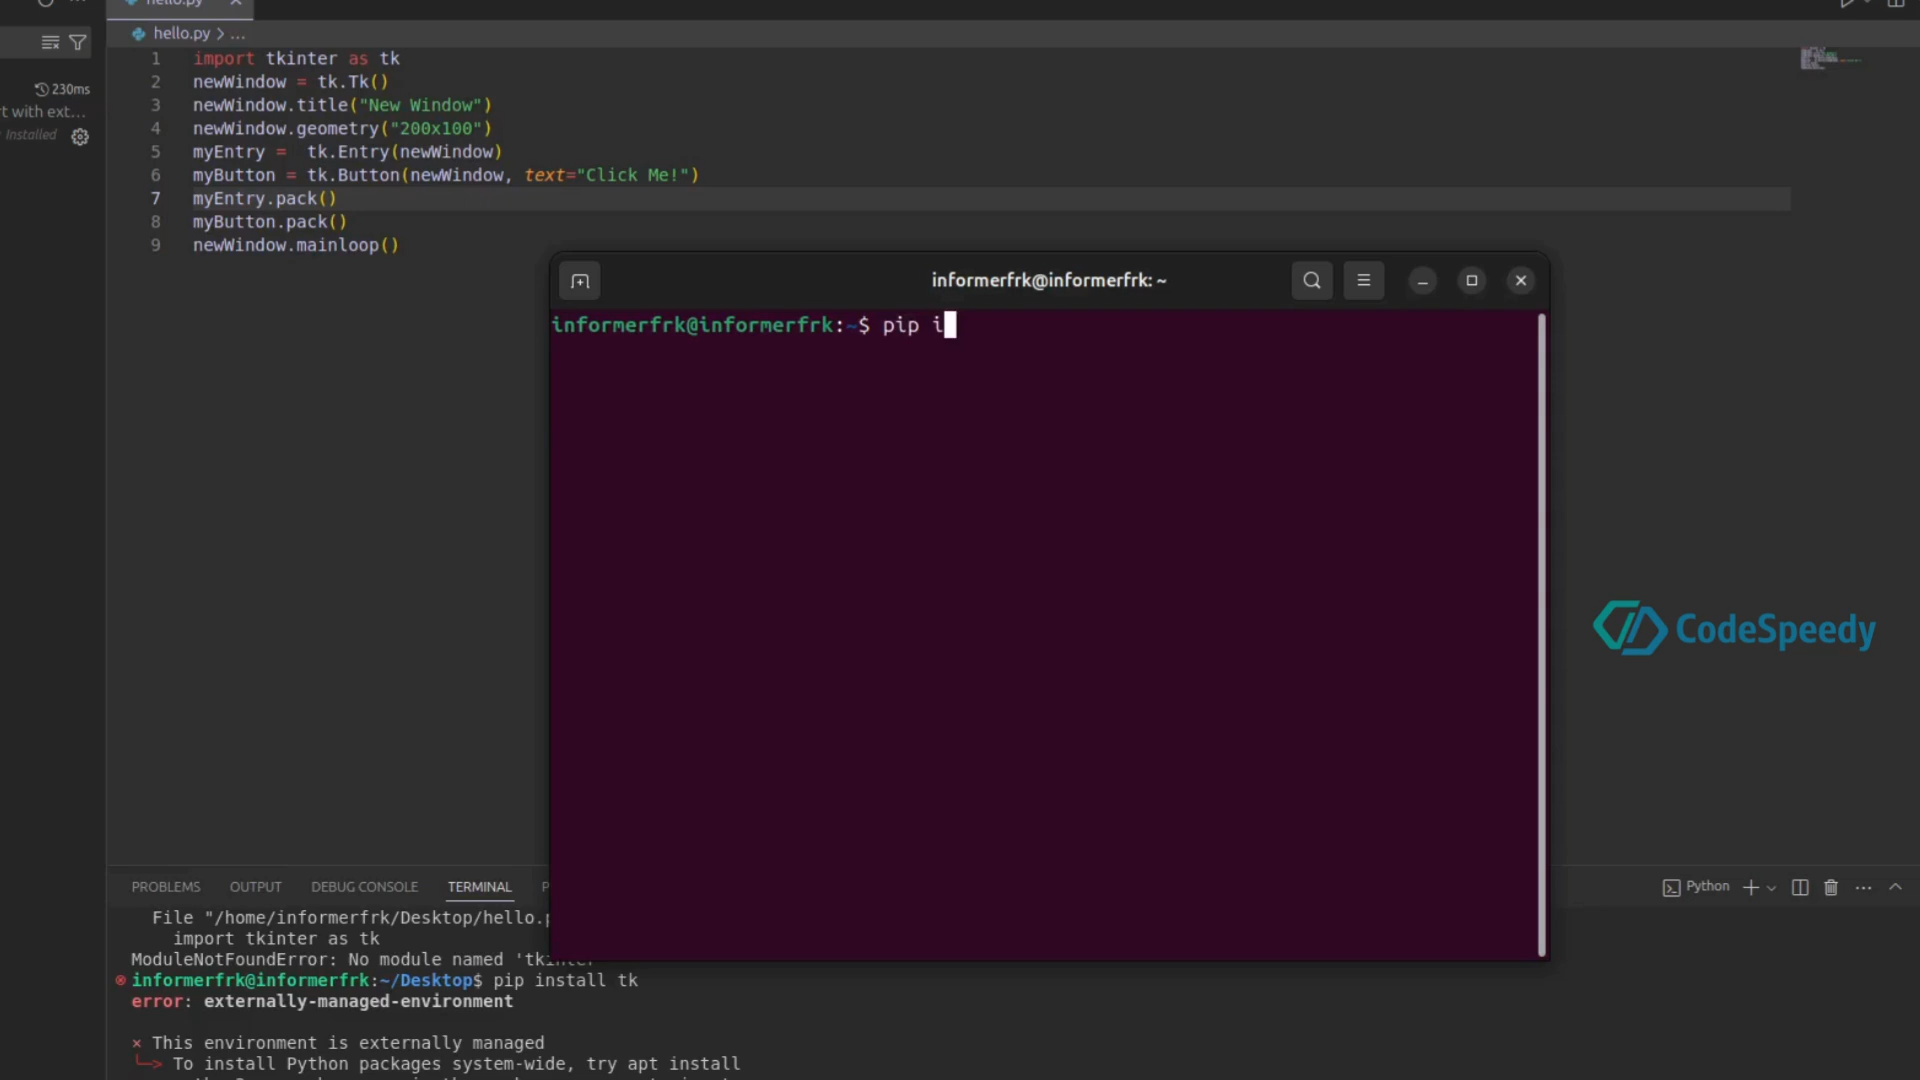 hello.py
hello.py > ...
230ms
t with ext...
Installed
1 import tkinter as tk
2 newWindow = tk.Tk()
3 newWindow.title("New Window")
4 newWindow.geometry("200x100")
5 myEntry =  tk.Entry(newWindow)
6 myButton = tk.Button(newWindow, text="Click Me!")
7 myEntry.pack()
8 myButton.pack()
9 newWindow.mainloop()
informerfrk@informerfrk: ~
informerfrk@informerfrk:~$ pip i
CodeSpeedy
PROBLEMS OUTPUT DEBUG CONSOLE TERMINAL P
Python
File "/home/informerfrk/Desktop/hello.p
import tkinter as tk
ModuleNotFoundError: No module named 'tkinter'
informerfrk@informerfrk:~/Desktop$ pip install tk
error: externally-managed-environment
× This environment is externally managed
╰─> To install Python packages system-wide, try apt install